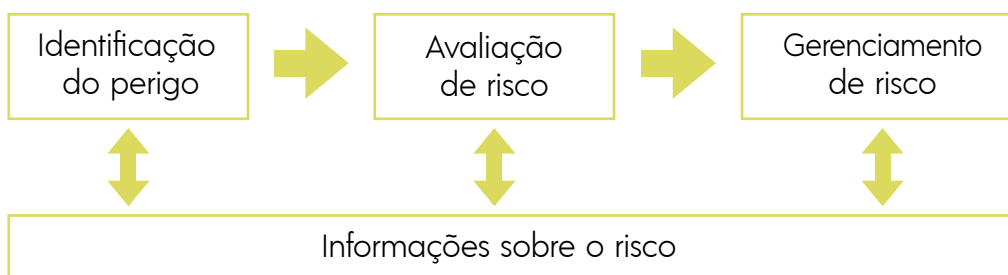 Identificação
do perigo
Avaliação
de risco
Gerenciamento
de risco
Informações sobre o risco